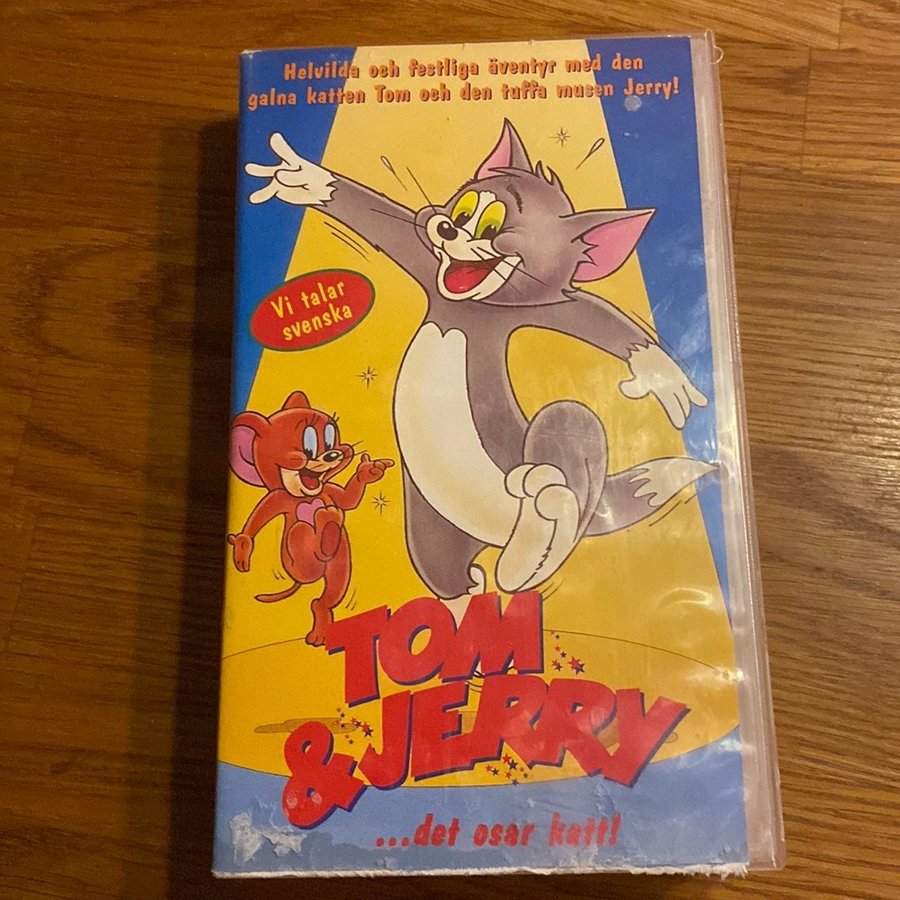 Helvilda och festliga äventyr med den
galna katten Tom och den tuffa musen Jerry!
Vi talar
svenska
TOM
& JERRY
...det osar katt!